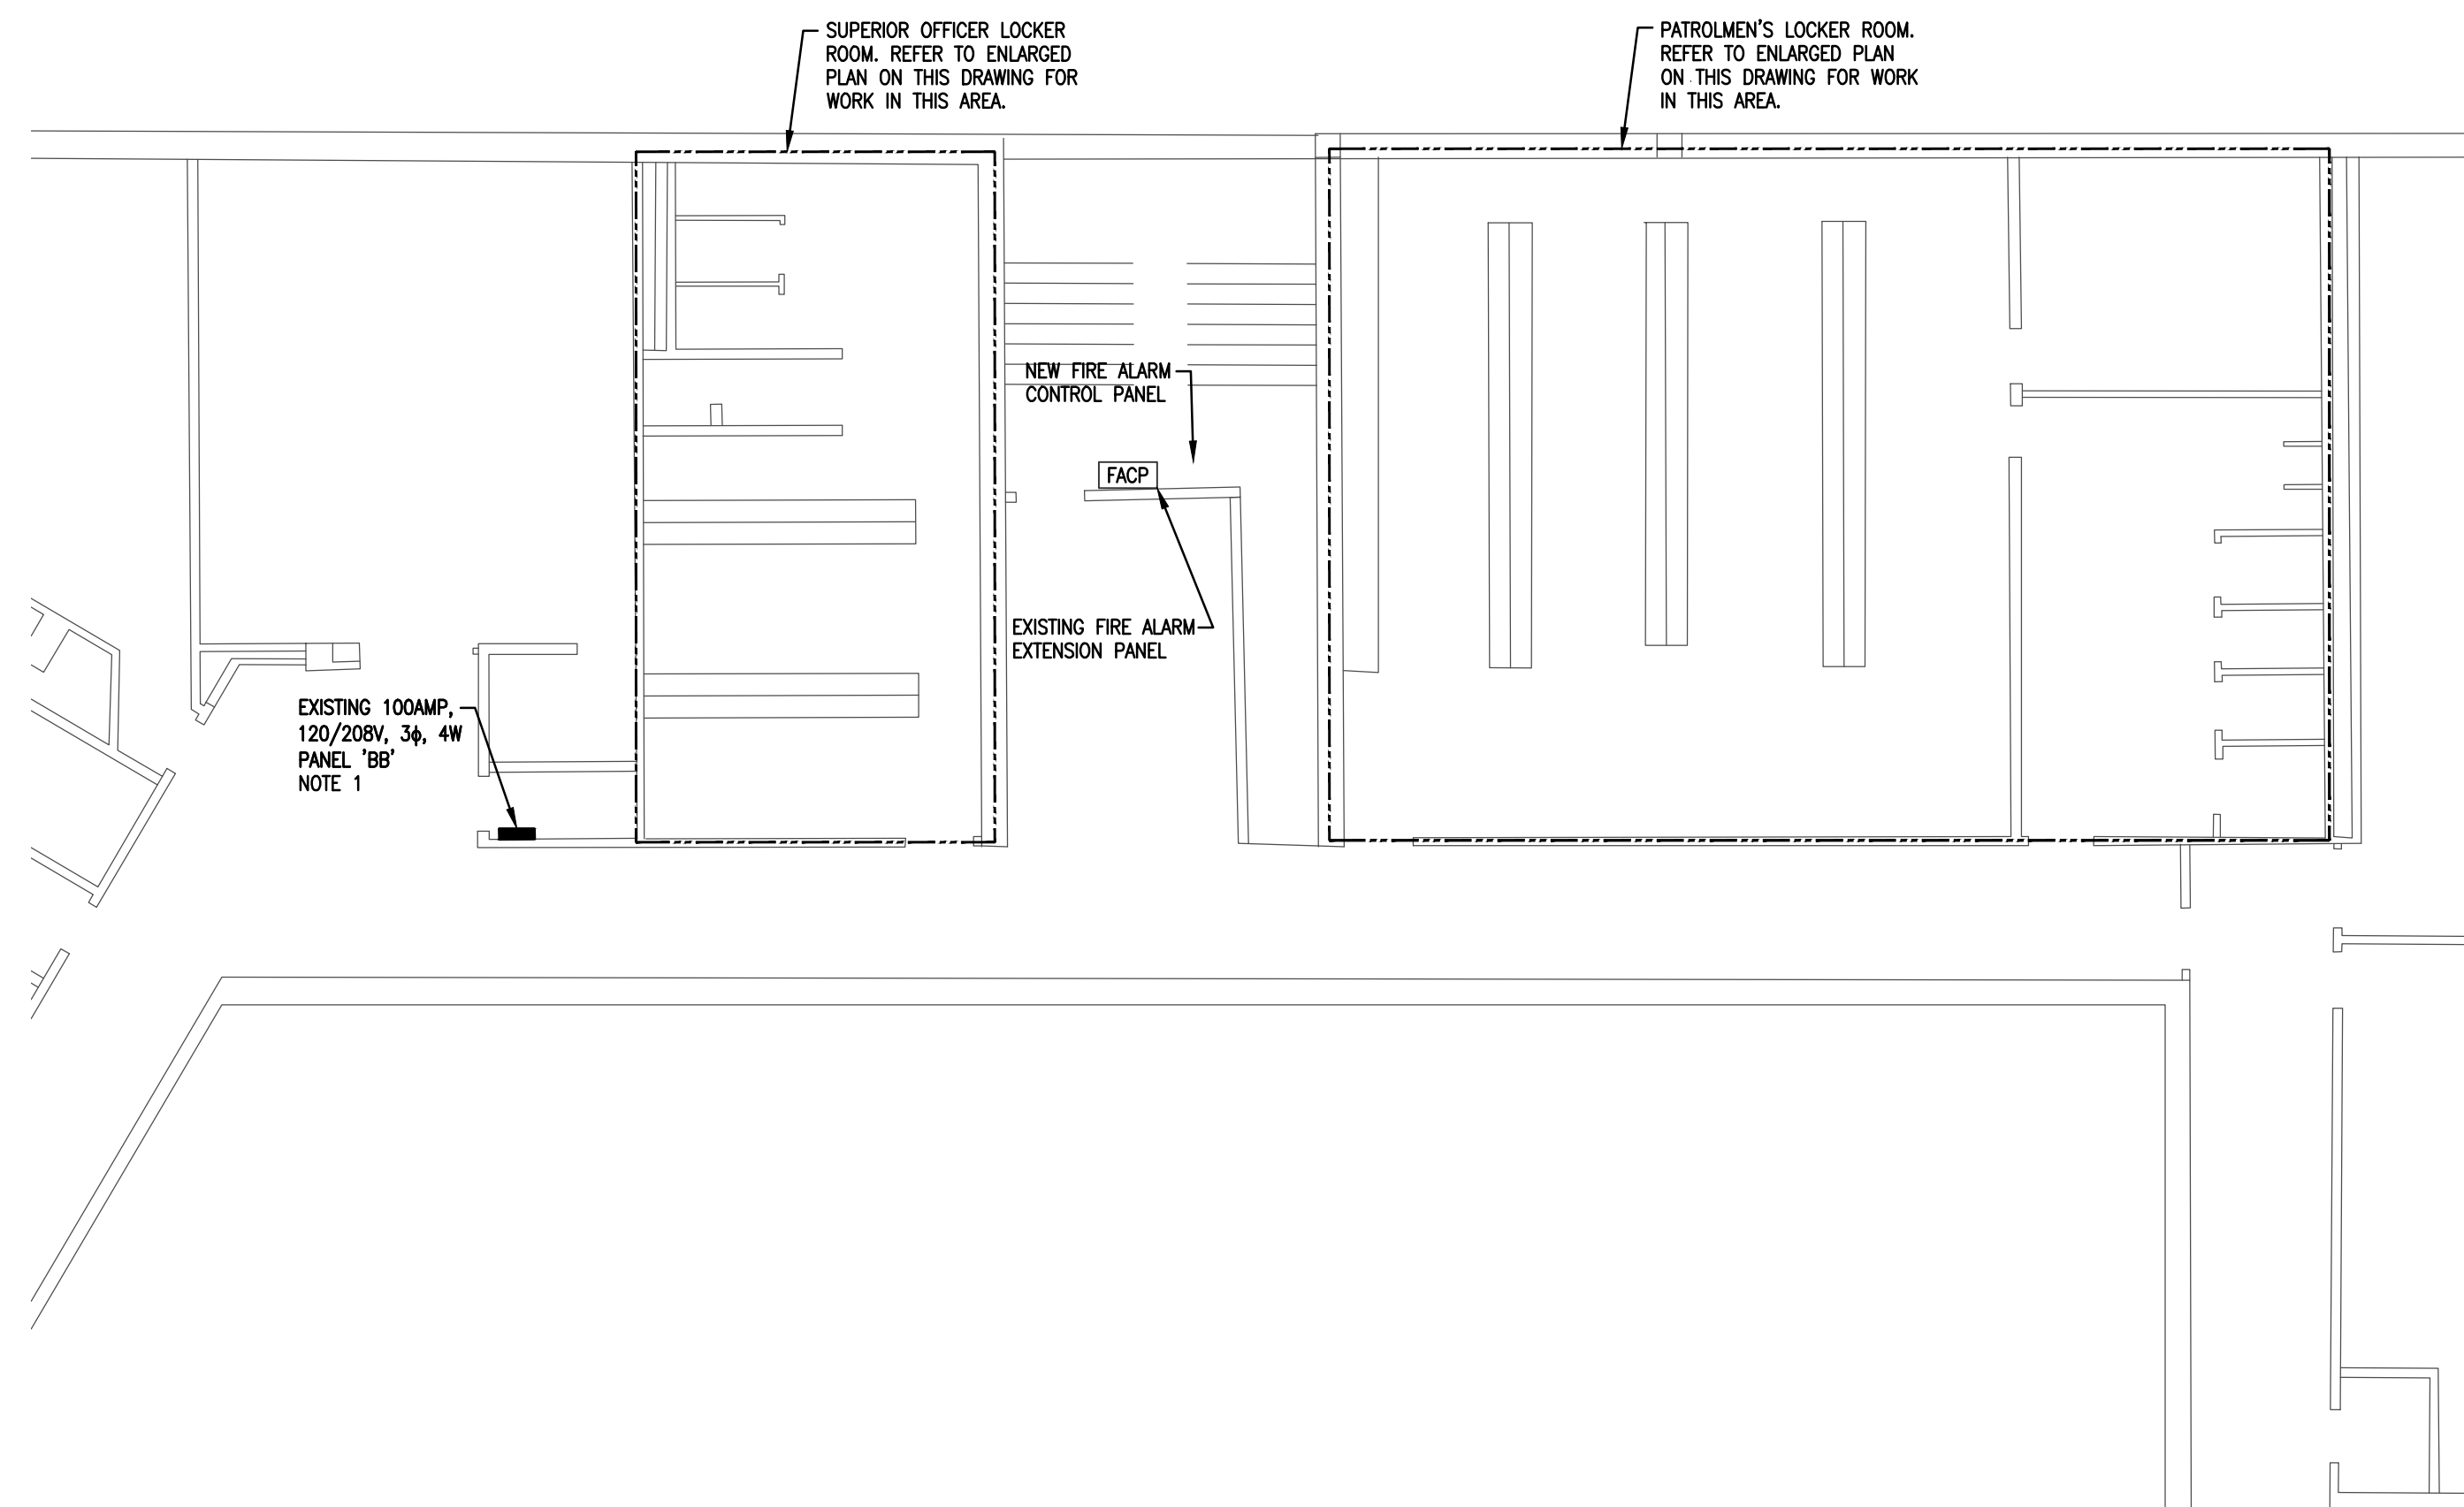 SUPERIOR OFFICER LOCKER
ROOM. REFER TO ENLARGED
PLAN ON THIS DRAWING FOR
WORK IN THIS AREA.
PATROLMEN'S LOCKER ROOM.
REFER TO ENLARGED PLAN
ON THIS DRAWING FOR WORK
IN THIS AREA.
NEW FIRE ALARM
CONTROL PANEL
FACP
EXISTING FIRE ALARM
EXTENSION PANEL
EXISTING 100AMP,
120/208V, 3ϕ, 4W
PANEL 'BB'
NOTE 1